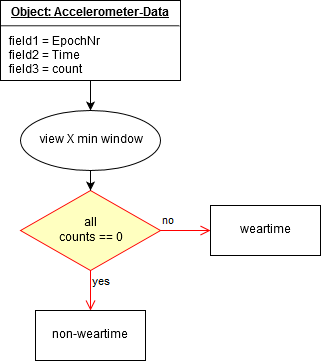 Object: Accelerometer-Data
field1 = EpochNr
field2 = Time
field3 = count
view X min window
all
counts == 0
no
weartime
yes
non-weartime